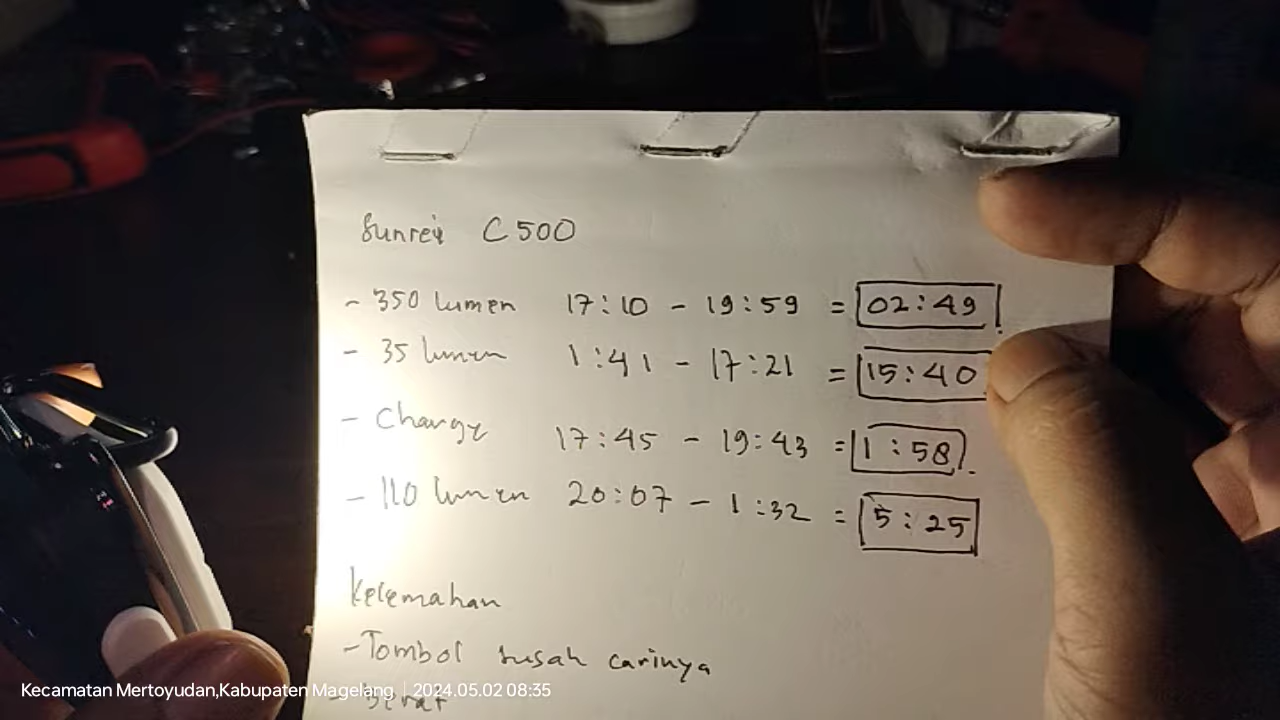 Sunrei C500
- 350 lumen 17:10 - 19:59 = 02:49
- 35 lumen 1:41 - 17:21 = 15:40
- Charge 17:45 - 19:43 = 1:58
- 110 lumen 20:07 - 1:32 = 5:25
Kelemahan
- Tombol susah carinya
- Berat
Kecamatan Mertoyudan,Kabupaten Magelang | 2024.05.02 08:35